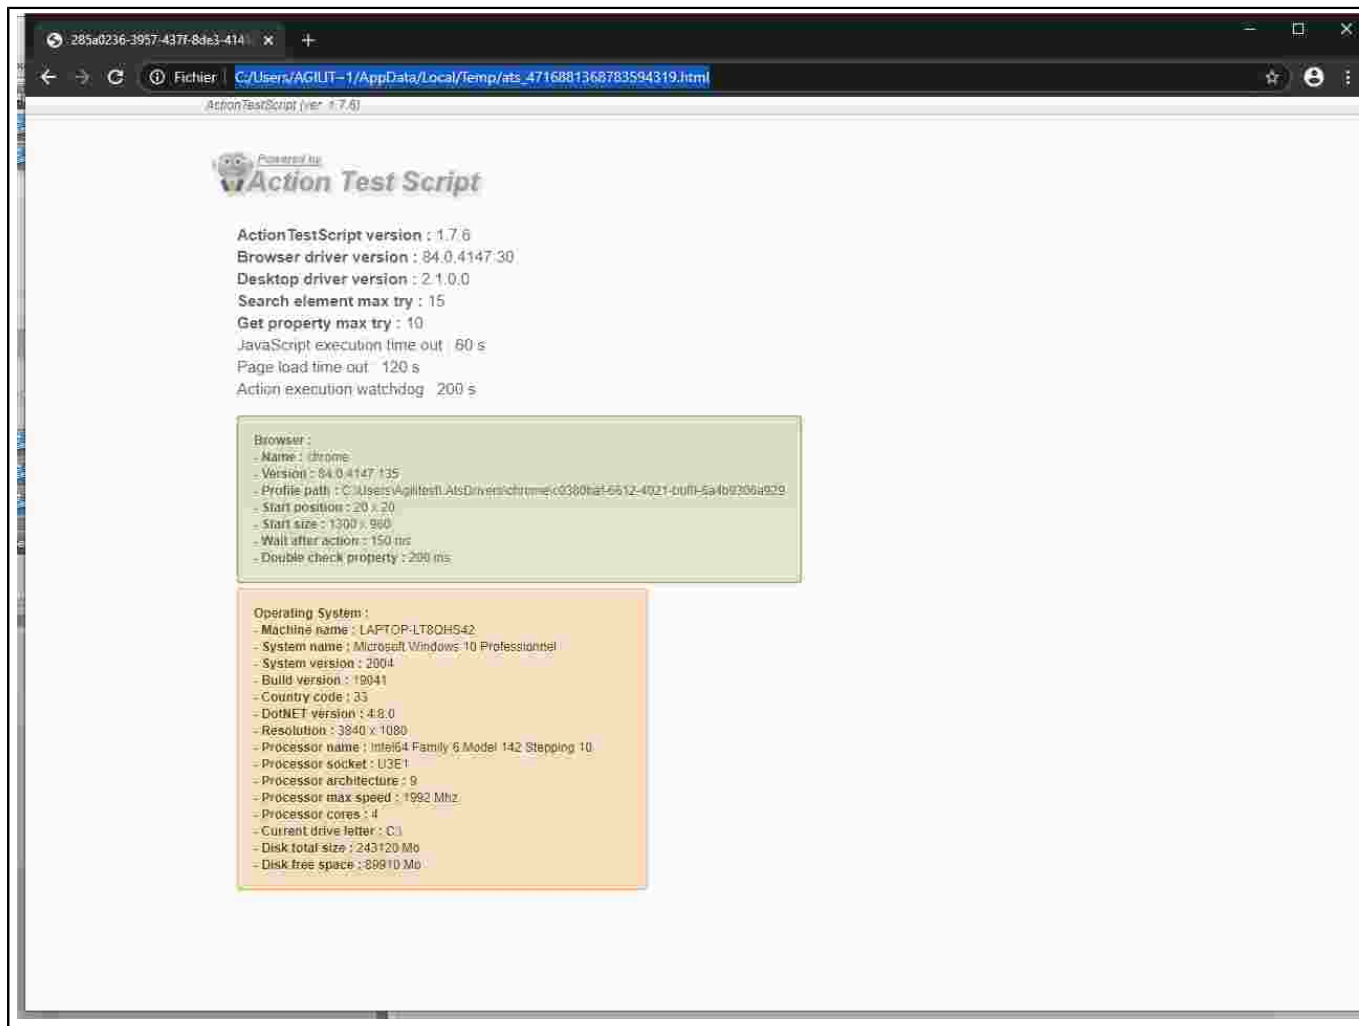 285a0236-3957-437f-8de3-414
Fichier C:/Users/AGILIT~1/AppData/Local/Temp/ats_4716881368783594319.html
ActionTestScript (ver. 1.7.6)
Powered by
Action Test Script
ActionTestScript version : 1.7.6
Browser driver version : 84.0.4147.30
Desktop driver version : 2.1.0.0
Search element max try : 15
Get property max try : 10
JavaScript execution time out : 60 s
Page load time out : 120 s
Action execution watchdog : 200 s
Browser :
- Name : chrome
- Version : 84.0.4147.135
- Profile path :
- Start position : 20 x 20
- Start size : 1300 x 960
- Wait after action : 150 ms
- Double check property : 200 ms
Operating System :
- Machine name :
- System name : Microsoft Windows 10 Professionnel
- System version : 2004
- Build version : 19041
- Country code : 33
- DotNET version : 4.8.0
- Resolution : 3840 x 1080
- Processor name : Intel64 Family 6 Model 142 Stepping 10
- Processor socket : U3E1
- Processor architecture : 9
- Processor max speed : 1992 Mhz
- Processor cores : 4
- Current drive letter : C:\
- Disk total size : 243120 Mo
- Disk free space : 89910 Mo